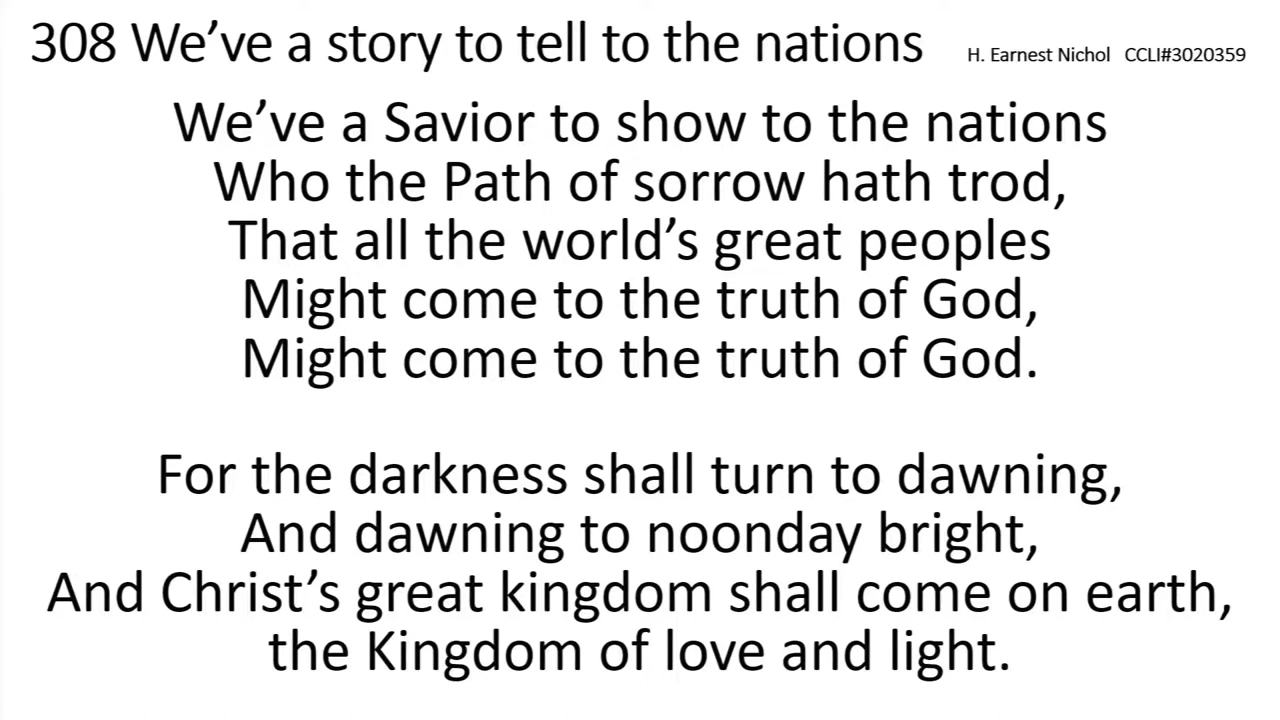 308 We’ve a story to tell to the nations H. Earnest Nichol CCLI#3020359
We’ve a Savior to show to the nations
Who the Path of sorrow hath trod,
That all the world’s great peoples
Might come to the truth of God,
Might come to the truth of God.
For the darkness shall turn to dawning,
And dawning to noonday bright,
And Christ’s great kingdom shall come on earth,
the Kingdom of love and light.